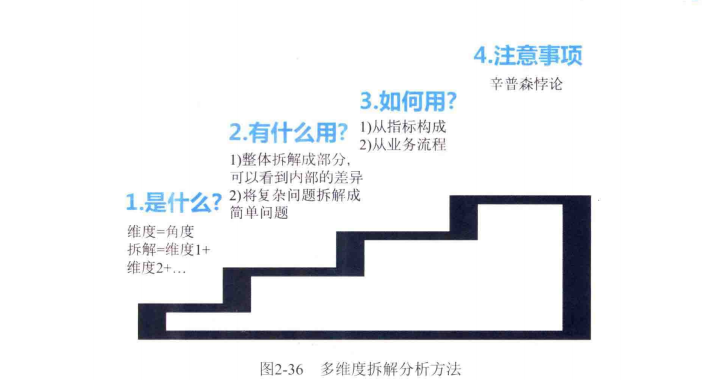 4.注意事项
辛普森悖论
3.如何用?
1)从指标构成
2)从业务流程
2.有什么用?
1)整体拆解成部分,
可以看到内部的差异
2)将复杂问题拆解成
简单问题
1.是什么?
维度=角度
拆解=维度1+
维度2+…
图2-36 多维度拆解分析方法